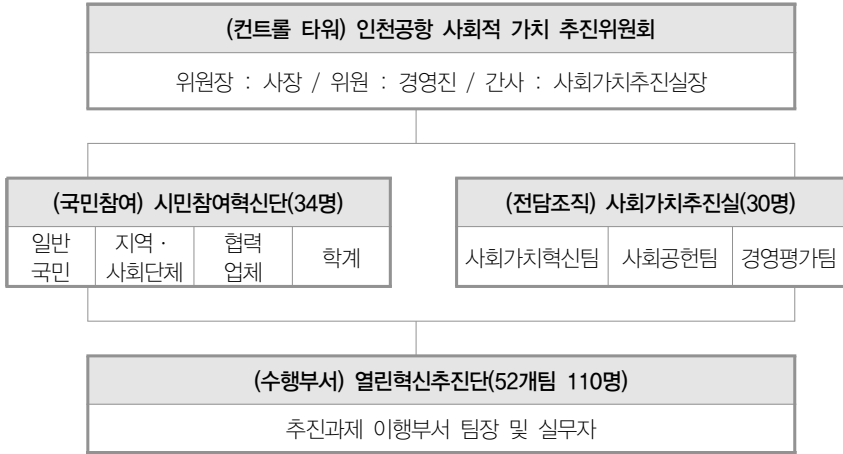 (컨트롤 타워) 인천공항 사회적 가치 추진위원회
위원장 : 사장 / 위원 : 경영진 / 간사 : 사회가치추진실장
(국민참여) 시민참여혁신단(34명)
일반
국민
지역 ·
사회단체
협력
업체
학계
(전담조직) 사회가치추진실(30명)
사회가치혁신팀
사회공헌팀
경영평가팀
(수행부서) 열린혁신추진단(52개팀 110명)
추진과제 이행부서 팀장 및 실무자